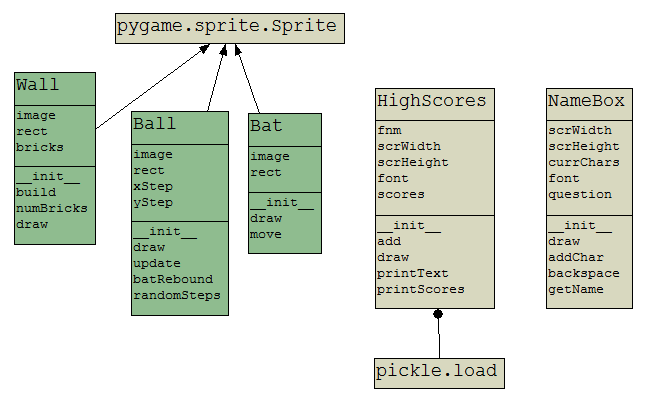 pygame.sprite.Sprite
Wall
image
rect
bricks
__init__
build
numBricks
draw
Ball
image
rect
xStep
yStep
__init__
draw
update
batRebound
randomSteps
Bat
image
rect
__init__
draw
move
HighScores
fnm
scrWidth
scrHeight
font
scores
__init__
add
draw
printText
printScores
NameBox
scrWidth
scrHeight
currChars
font
question
__init__
draw
addChar
backspace
getName
pickle.load